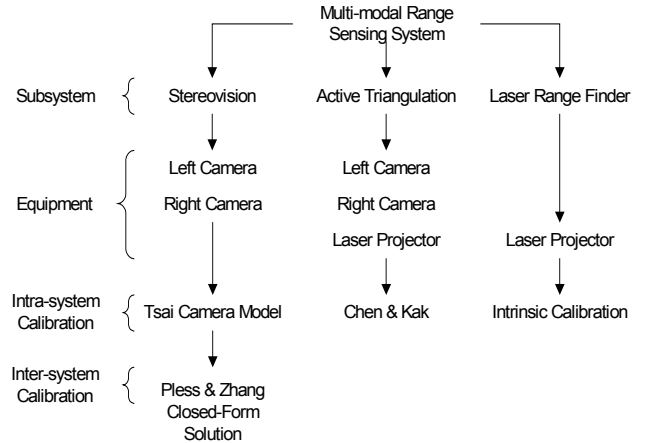 Multi-modal Range
Sensing System
Subsystem
Stereovision
Active Triangulation
Laser Range Finder
Equipment
Left Camera
Right Camera
Left Camera
Right Camera
Laser Projector
Laser Projector
Intra-system
Calibration
Tsai Camera Model
Chen & Kak
Intrinsic Calibration
Inter-system
Calibration
Pless & Zhang
Closed-Form
Solution